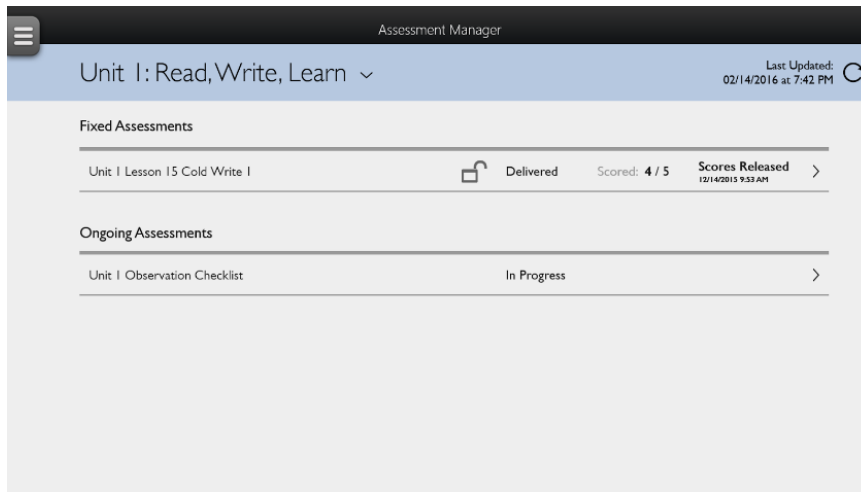 Assessment Manager
Unit 1: Read, Write, Learn
Last Updated:
02/14/2016 at 7:42 PM
Fixed Assessments
Unit 1 Lesson 15 Cold Write 1 Delivered Scored: 4 / 5 Scores Released
12/14/2015 9:53 AM
Ongoing Assessments
Unit 1 Observation Checklist In Progress